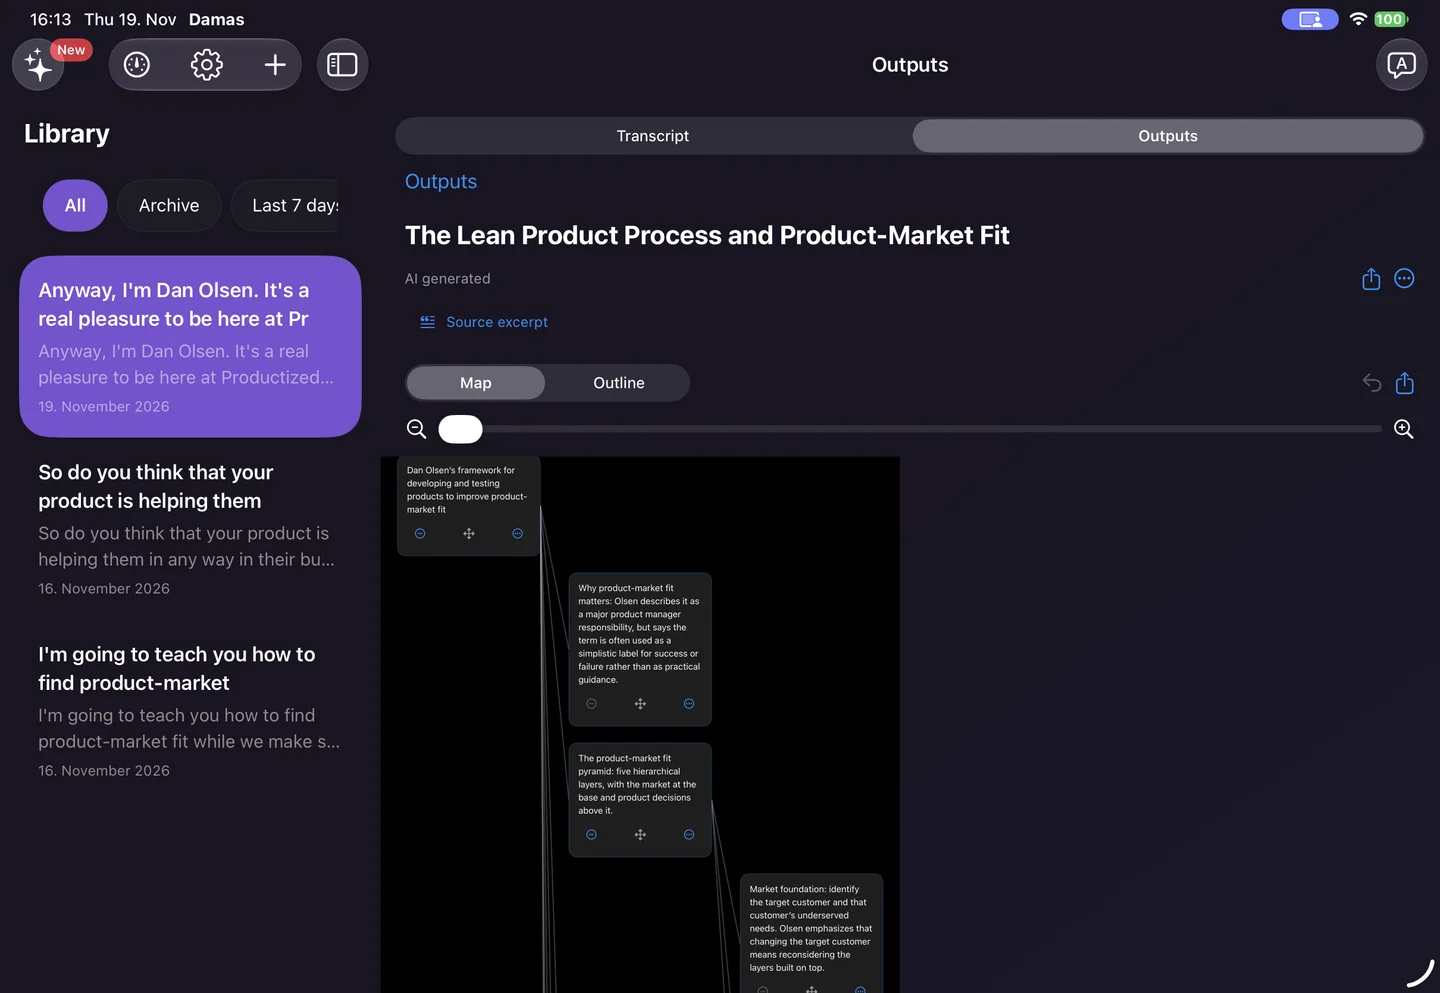 16:13 Thu 19. Nov Damas
100
New
Outputs
A
Library
All
Archive
Last 7 days
Anyway, I'm Dan Olsen. It's a
real pleasure to be here at Pr
Anyway, I'm Dan Olsen. It's a real
pleasure to be here at Productized...
19. November 2026
So do you think that your
product is helping them
So do you think that your product is
helping them in any way in their bu...
16. November 2026
I'm going to teach you how to
find product-market
I'm going to teach you how to find
product-market fit while we make s...
16. November 2026
Transcript
Outputs
Outputs
The Lean Product Process and Product-Market Fit
AI generated
Source excerpt
Map
Outline
Dan Olsen's framework for
developing and testing
products to improve product-
market fit
Why product-market fit
matters: Olsen describes it as
a major product manager
responsibility, but says the
term is often used as a
simplistic label for success or
failure rather than as practical
guidance.
The product-market fit
pyramid: five hierarchical
layers, with the market at the
base and product decisions
above it.
Market foundation: identify
the target customer and that
customer's underserved
needs. Olsen emphasizes that
changing the target customer
means reconsidering the
layers built on top.